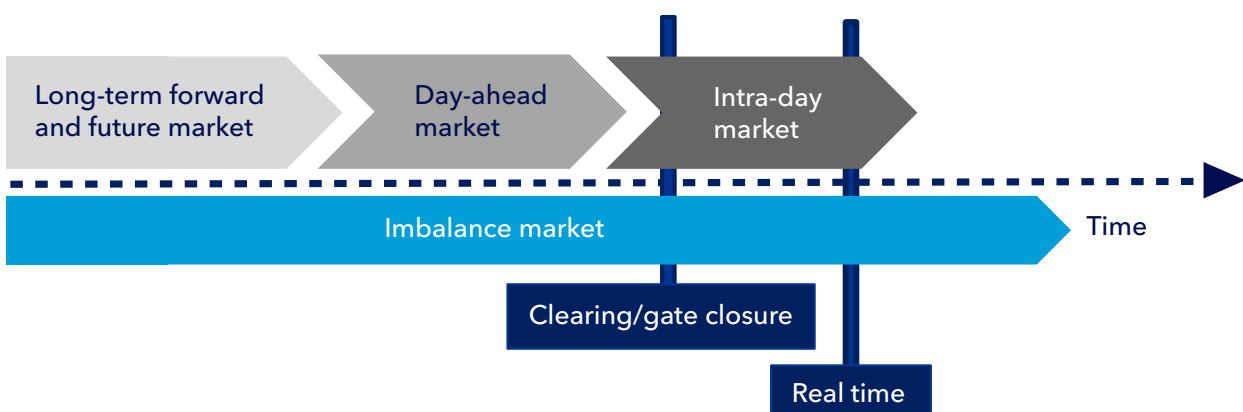 Long-term forward
and future market
Day-ahead
market
Intra-day
market
Imbalance market
Time
Clearing/gate closure
Real time